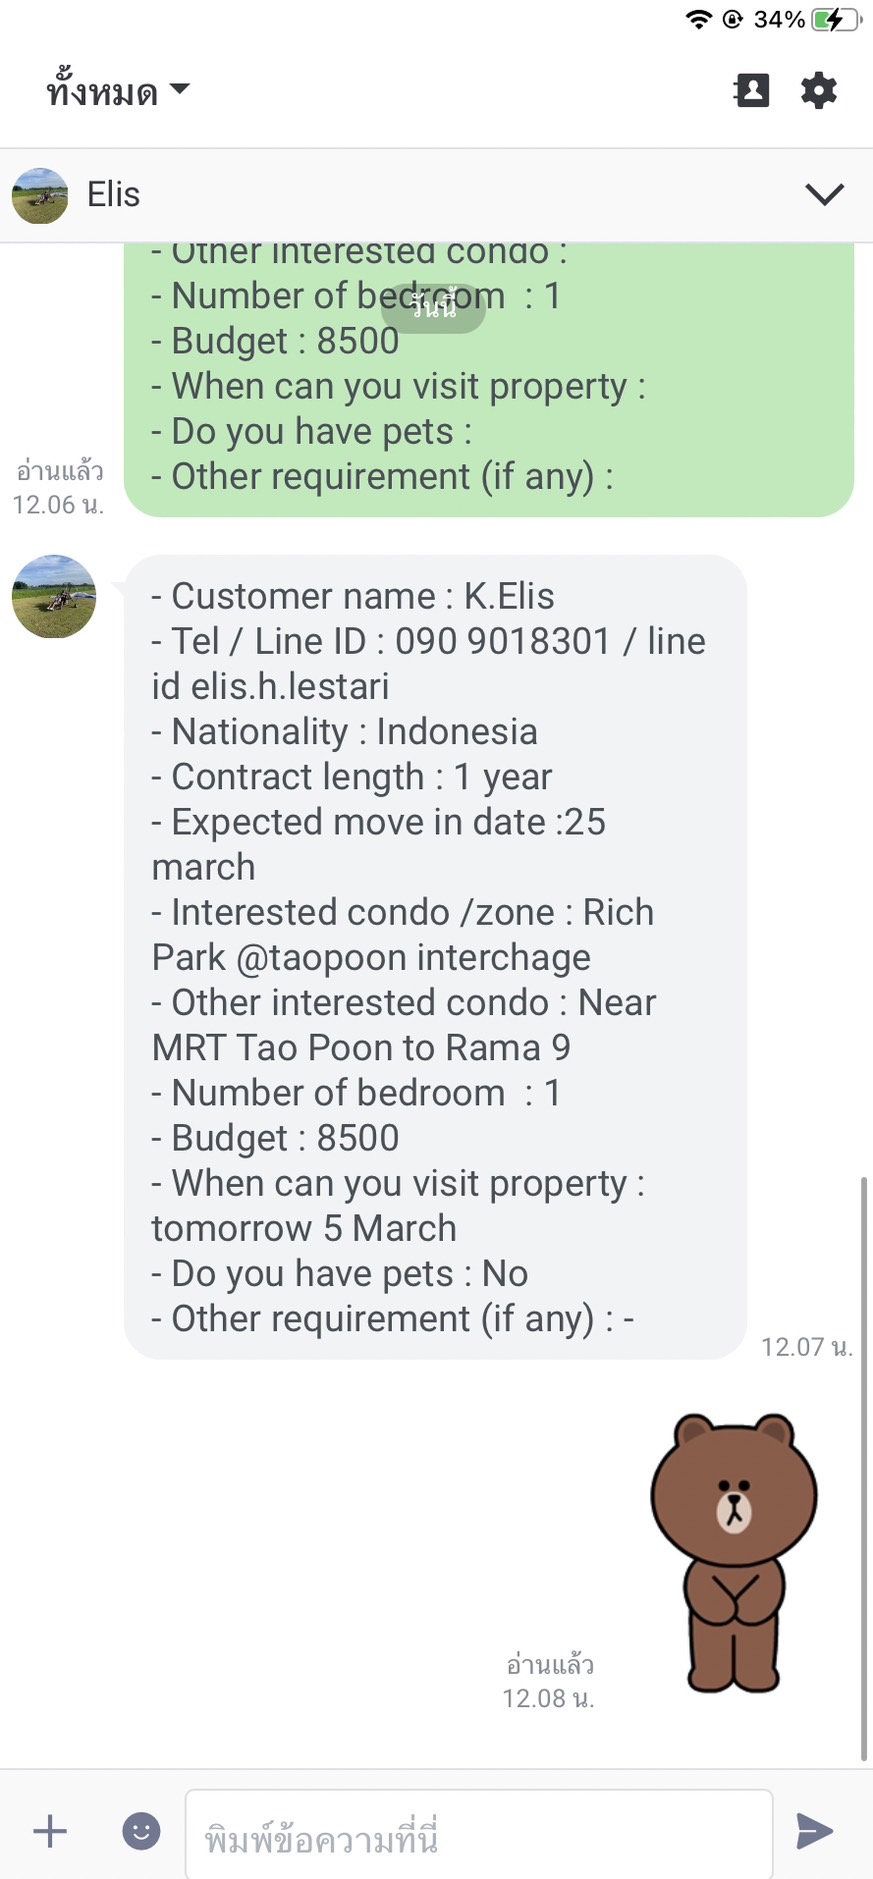 34%
ทั้งหมด
Elis
- Other interested condo :
- Number of bedroom : 1
วันนี้
- Budget : 8500
- When can you visit property :
- Do you have pets :
- Other requirement (if any) :
อ่านแล้ว
12.06 น.
- Customer name : K.Elis
- Tel / Line ID : 090 9018301 / line
id elis.h.lestari
- Nationality : Indonesia
- Contract length : 1 year
- Expected move in date :25
march
- Interested condo /zone : Rich
Park @taopoon interchage
- Other interested condo : Near
MRT Tao Poon to Rama 9
- Number of bedroom : 1
- Budget : 8500
- When can you visit property :
tomorrow 5 March
- Do you have pets : No
- Other requirement (if any) : -
12.07 น.
อ่านแล้ว
12.08 น.
พิมพ์ข้อความที่นี่